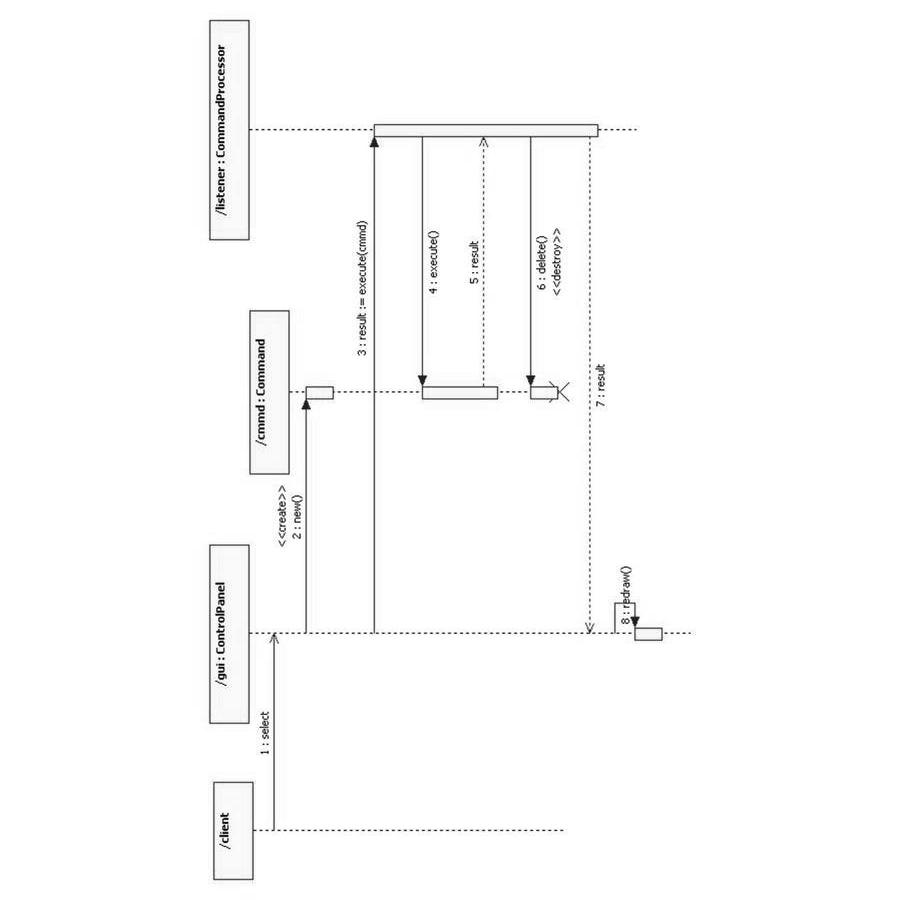 /client
/gui : ControlPanel
/cmmd : Command
/listener : CommandProcessor
1 : select
<<create>>
2 : new()
3 : result := execute(cmmd)
4 : execute()
5 : result
6 : delete()
<<destroy>>
7 : result
8 : redraw()